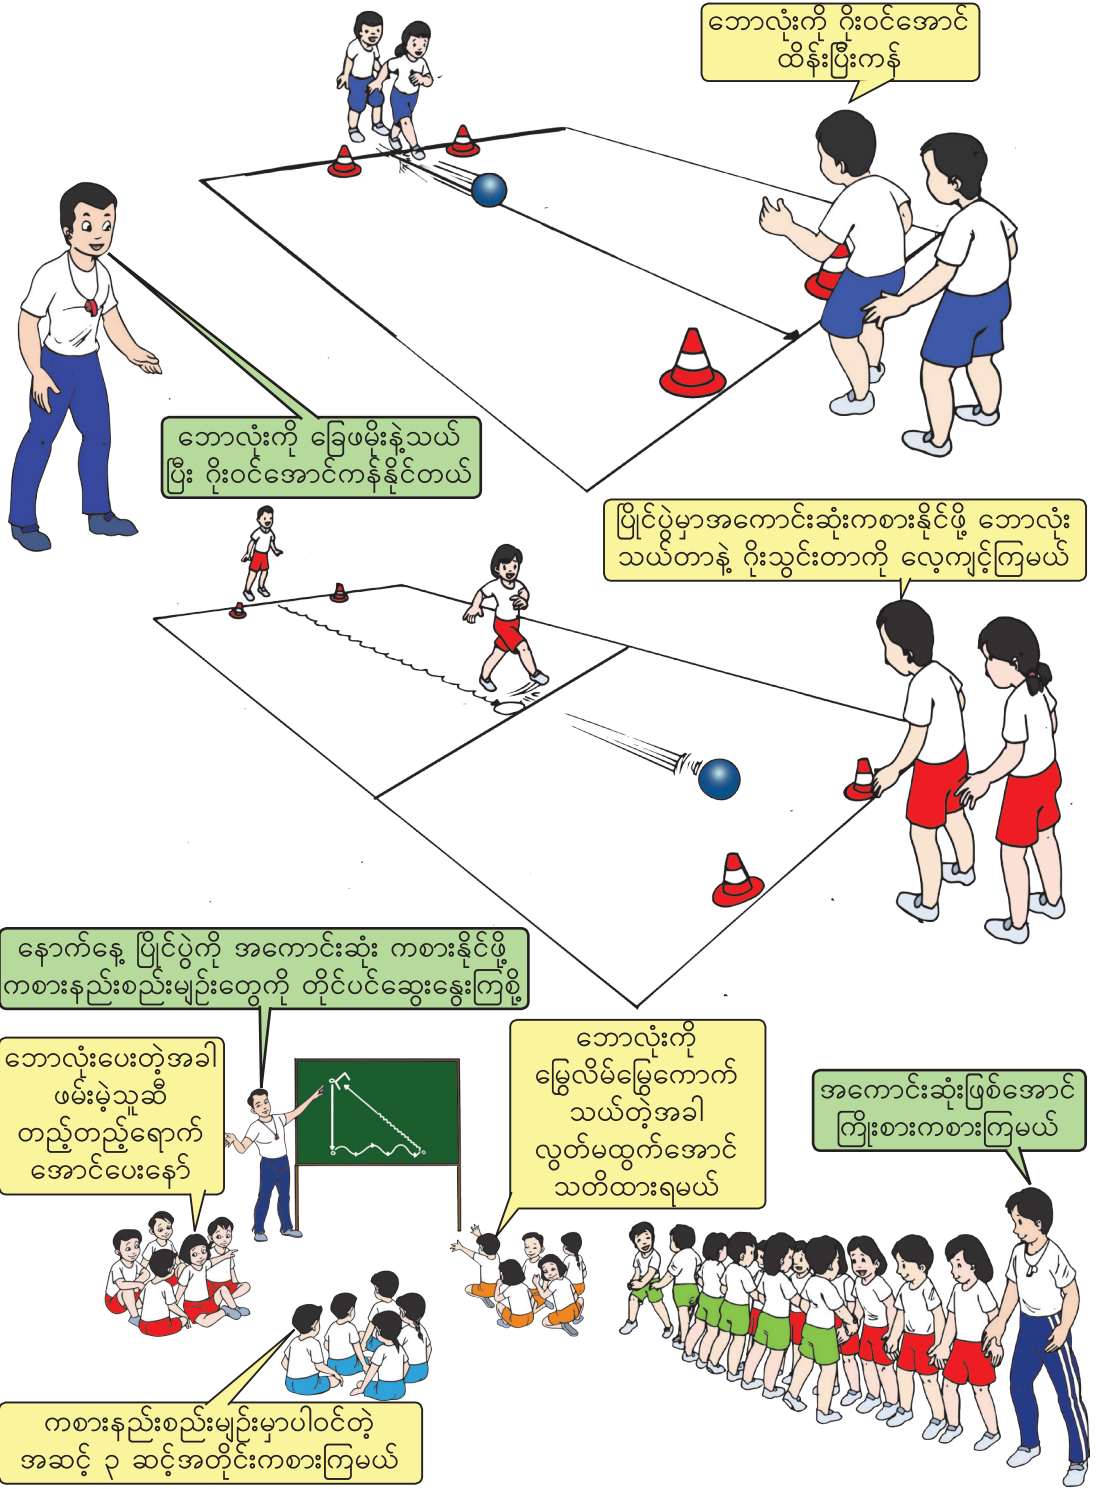 ဘောလုံးကို ဂိုးဝင်အောင်
ထိန်းပြီးကန်
ဘောလုံးကို ခြေဖမိုးနဲ့သယ်
ပြီး ဂိုးဝင်အောင်ကန်နိုင်တယ်
ပြိုင်ပွဲမှာအကောင်းဆုံးကစားနိုင်ဖို့ ဘောလုံး
သယ်တာနဲ့ ဂိုးသွင်းတာကို လေ့ကျင့်ကြမယ်
နောက်နေ့ ပြိုင်ပွဲကို အကောင်းဆုံး ကစားနိုင်ဖို့
ကစားနည်းစည်းမျဉ်းတွေကို တိုင်ပင်ဆွေးနွေးကြစို့
ဘောလုံးပေးတဲ့အခါ
ဖမ်းမဲ့သူဆီ
တည့်တည့်ရောက်
အောင်ပေးနော်
ဘောလုံးကို
မြွေလိမ်မြွေကောက်
သယ်တဲ့အခါ
လွတ်မထွက်အောင်
သတိထားရမယ်
အကောင်းဆုံးဖြစ်အောင်
ကြိုးစားကစားကြမယ်
ကစားနည်းစည်းမျဉ်းမှာပါဝင်တဲ့
အဆင့် ၃ ဆင့်အတိုင်းကစားကြမယ်